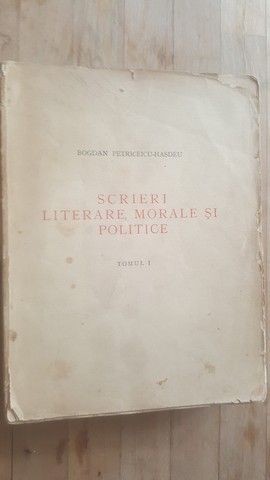 BOGDAN PETRICEICU-HASDEU
SCRIERI
LITERARE, MORALE ȘI
POLITICE
TOMUL I